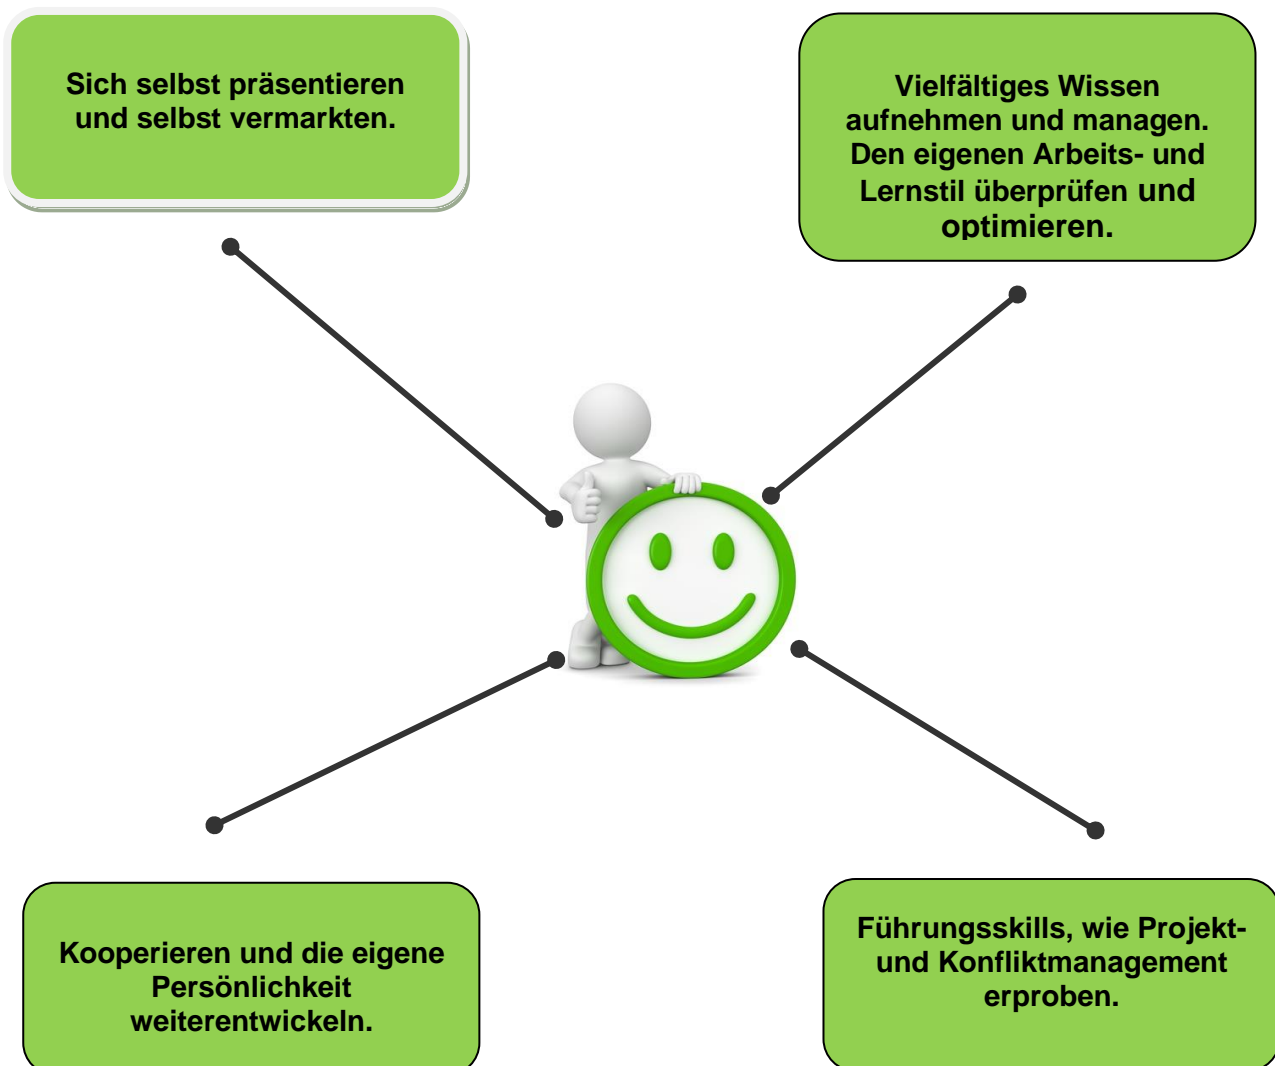 Sich selbst präsentieren
und selbst vermarkten.
Vielfältiges Wissen
aufnehmen und managen.
Den eigenen Arbeits- und
Lernstil überprüfen und
optimieren.
Kooperieren und die eigene
Persönlichkeit
weiterentwickeln.
Führungsskills, wie Projekt-
und Konfliktmanagement
erproben.